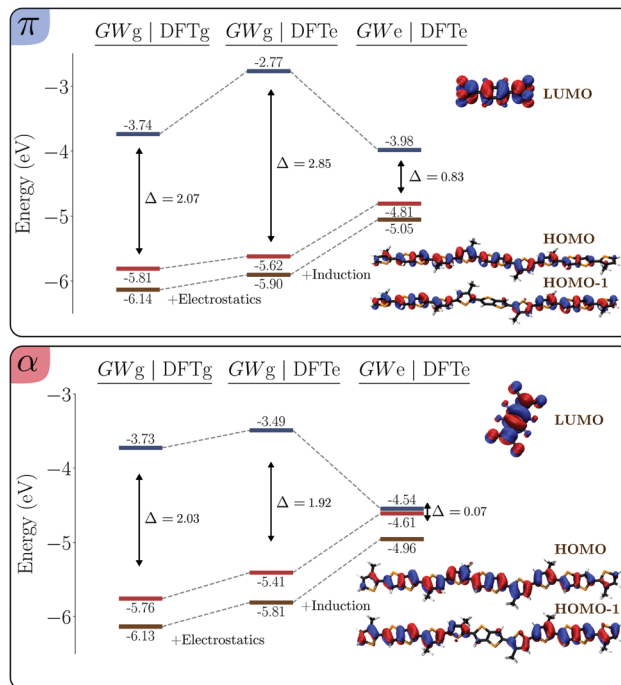 π
GWg | DFTg GWg | DFTe GWe | DFTe
Energy (eV)
−3
−4
−5
−6
-3.74
-2.77
-3.98
Δ = 2.07
Δ = 2.85
Δ = 0.83
-5.81
-5.62
-4.81
-6.14
-5.90
-5.05
+Electrostatics
+Induction
LUMO
HOMO
HOMO-1
α
GWg | DFTg GWg | DFTe GWe | DFTe
Energy (eV)
−3
−4
−5
−6
-3.73
-3.49
-4.54
Δ = 2.03
Δ = 1.92
Δ = 0.07
-5.76
-5.41
-4.61
-6.13
-5.81
-4.96
+Electrostatics
+Induction
LUMO
HOMO
HOMO-1